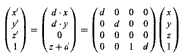 (x′ y′ z′ 1) = (d · x d · y 0 z + d) = (d 0 0 0 0 d 0 0 0 0 0 0 0 0 1 d) (x y z 1)